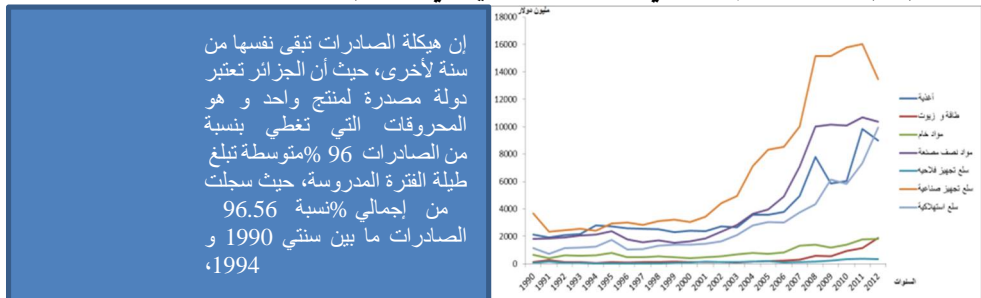 إن هيكلة الصادرات تبقى نفسها من
سنة لأخرى، حيث أن الجزائر تعتبر
دولة مصدرة لمنتج واحد و هو
المحروقات التي تغطي بنسبة
من الصادرات 96 %متوسطة تبلغ
طيلة الفترة المدروسة، حيث سجلت
من إجمالي %نسبة 96.56
الصادرات ما بين سنتي 1990 و
1994،
مليون دولار
18000
16000
14000
12000
10000
8000
6000
4000
2000
0
1990 1991 1992 1993 1994 1995 1996 1997 1998 1999 2000 2001 2002 2003 2004 2005 2006 2007 2008 2009 2010 2011 2012
السنوات
أغذية
طاقة و زيوت
مواد خام
مواد نصف مصنعة
سلع تجهيز فلاحيه
سلع تجهيز صناعية
سلع استهلاكية